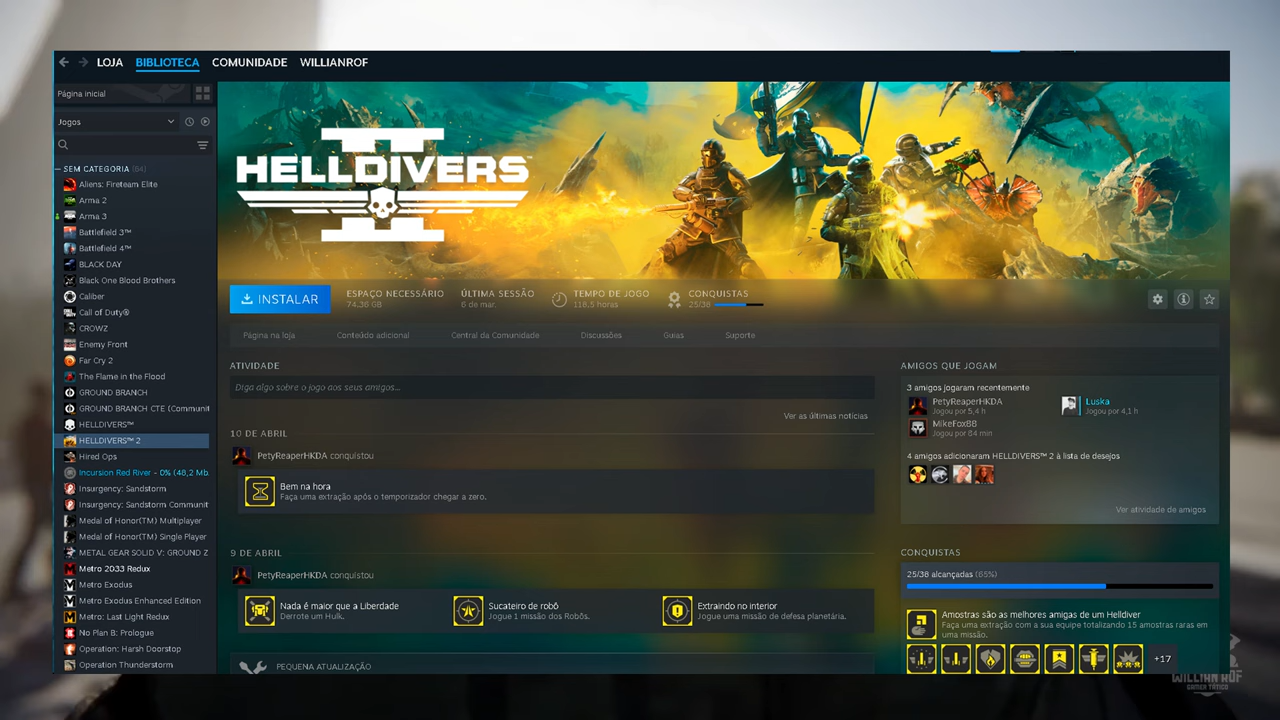 LOJA BIBLIOTECA COMUNIDADE WILLIANROF
Página inicial
Jogos
SEM CATEGORIA (64)
Aliens: Fireteam Elite
Arma 2
Arma 3
Battlefield 3™
Battlefield 4™
BLACK DAY
Black One Blood Brothers
Caliber
Call of Duty®
CROWZ
Enemy Front
Far Cry 2
The Flame in the Flood
GROUND BRANCH
GROUND BRANCH CTE (Communit
HELLDIVERS™
HELLDIVERS™ 2
Hired Ops
Incursion Red River - 0% (48,2 Mb.
Insurgency: Sandstorm
Insurgency: Sandstorm Communit
Medal of Honor(TM) Multiplayer
Medal of Honor(TM) Single Player
METAL GEAR SOLID V: GROUND Z
Metro 2033 Redux
Metro Exodus
Metro Exodus Enhanced Edition
Metro: Last Light Redux
No Plan B: Prologue
Operation: Harsh Doorstop
Operation Thunderstorm
HELLDIVERS™
II
INSTALAR
ESPAÇO NECESSÁRIO
74.36 GB
ÚLTIMA SESSÃO
6 de mar.
TEMPO DE JOGO
118.5 horas
CONQUISTAS
25/38
Página na loja Conteúdo adicional Central da Comunidade Discussões Guias Suporte
ATIVIDADE
Diga algo sobre o jogo aos seus amigos...
Ver as últimas notícias
10 DE ABRIL
PetyReaperHKDA conquistou
Bem na hora
Faça uma extração após o temporizador chegar a zero.
9 DE ABRIL
PetyReaperHKDA conquistou
Nada é maior que a Liberdade
Derrote um Hulk.
Sucateiro de robô
Jogue 1 missão dos Robôs.
Extraindo no interior
Jogue uma missão de defesa planetária.
PEQUENA ATUALIZAÇÃO
AMIGOS QUE JOGAM
3 amigos jogaram recentemente
PetyReaperHKDA
Jogou por 5,4 h
Luska
Jogou por 4,1 h
MikeFox88
Jogou por 84 min
4 amigos adicionaram HELLDIVERS™ 2 à lista de desejos
Ver atividade de amigos
CONQUISTAS
25/38 alcançadas (65%)
Amostras são as melhores amigas de um Helldiver
Faça uma extração com a sua equipe totalizando 15 amostras raras em
uma missão.
+17
WILLIAN ROF
GAMER TÁTICO